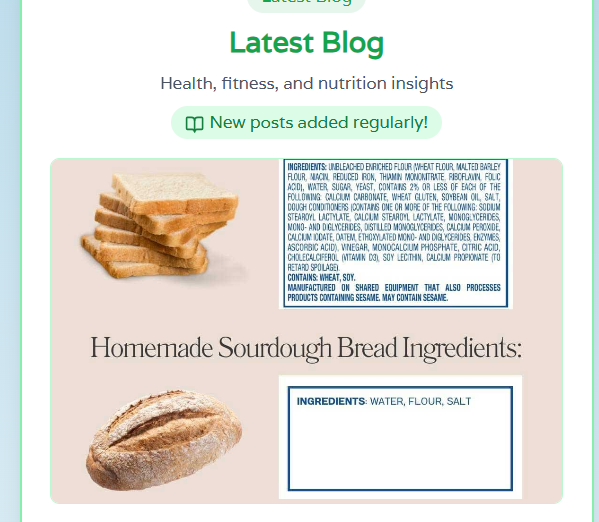 Latest Blog
Latest Blog
Health, fitness, and nutrition insights
New posts added regularly!
INGREDIENTS: UNBLEACHED ENRICHED FLOUR (WHEAT FLOUR, MALTED BARLEY
FLOUR, NIACIN, REDUCED IRON, THIAMIN MONONITRATE, RIBOFLAVIN, FOLIC
ACID), WATER, SUGAR, YEAST, CONTAINS 2% OR LESS OF EACH OF THE
FOLLOWING: CALCIUM CARBONATE, WHEAT GLUTEN, SOYBEAN OIL, SALT,
DOUGH CONDITIONERS (CONTAINS ONE OR MORE OF THE FOLLOWING: SODIUM
STEAROYL LACTYLATE, CALCIUM STEAROYL LACTYLATE, MONOGLYCERIDES,
MONO- AND DIGLYCERIDES, DISTILLED MONOGLYCERIDES, CALCIUM PEROXIDE,
CALCIUM IODATE, DATEM, ETHOXYLATED MONO- AND DIGLYCERIDES, ENZYMES,
ASCORBIC ACID), VINEGAR, MONOCALCIUM PHOSPHATE, CITRIC ACID,
CHOLECALCIFEROL (VITAMIN D3), SOY LECITHIN, CALCIUM PROPIONATE (TO
RETARD SPOILAGE).
CONTAINS: WHEAT, SOY.
MANUFACTURED ON SHARED EQUIPMENT THAT ALSO PROCESSES
PRODUCTS CONTAINING SESAME. MAY CONTAIN SESAME.
Homemade Sourdough Bread Ingredients:
INGREDIENTS: WATER, FLOUR, SALT